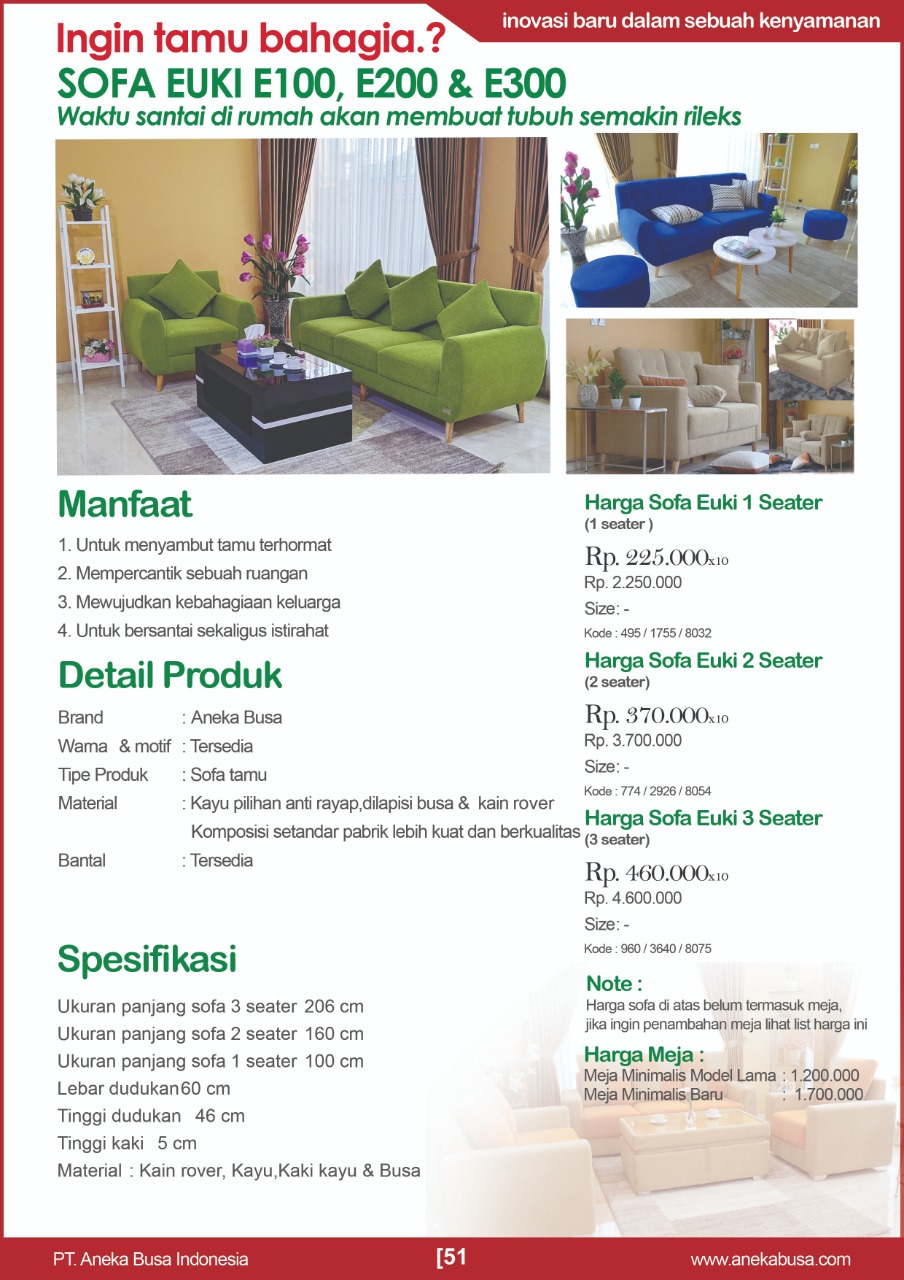 inovasi baru dalam sebuah kenyamanan
Ingin tamu bahagia.?
SOFA EUKI E100, E200 & E300
Waktu santai di rumah akan membuat tubuh semakin rileks
Manfaat
1. Untuk menyambut tamu terhormat
2. Mempercantik sebuah ruangan
3. Mewujudkan kebahagiaan keluarga
4. Untuk bersantai sekaligus istirahat
Detail Produk
Brand : Aneka Busa
Warna & motif : Tersedia
Tipe Produk : Sofa tamu
Material : Kayu pilihan anti rayap,dilapisi busa & kain rover
Komposisi setandar pabrik lebih kuat dan berkualitas
Bantal : Tersedia
Spesifikasi
Ukuran panjang sofa 3 seater 206 cm
Ukuran panjang sofa 2 seater 160 cm
Ukuran panjang sofa 1 seater 100 cm
Lebar dudukan60 cm
Tinggi dudukan 46 cm
Tinggi kaki 5 cm
Material : Kain rover, Kayu,Kaki kayu & Busa
Harga Sofa Euki 1 Seater
(1 seater )
Rp. 225.000x10
Rp. 2.250.000
Size: -
Kode : 495 / 1755 / 8032
Harga Sofa Euki 2 Seater
(2 seater)
Rp. 370.000x10
Rp. 3.700.000
Size: -
Kode : 774 / 2926 / 8054
Harga Sofa Euki 3 Seater
(3 seater)
Rp. 460.000x10
Rp. 4.600.000
Size: -
Kode : 960 / 3640 / 8075
Note :
Harga sofa di atas belum termasuk meja,
jika ingin penambahan meja lihat list harga ini
Harga Meja :
Meja Minimalis Model Lama : 1.200.000
Meja Minimalis Baru : 1.700.000
PT. Aneka Busa Indonesia
[51
www.anekabusa.com